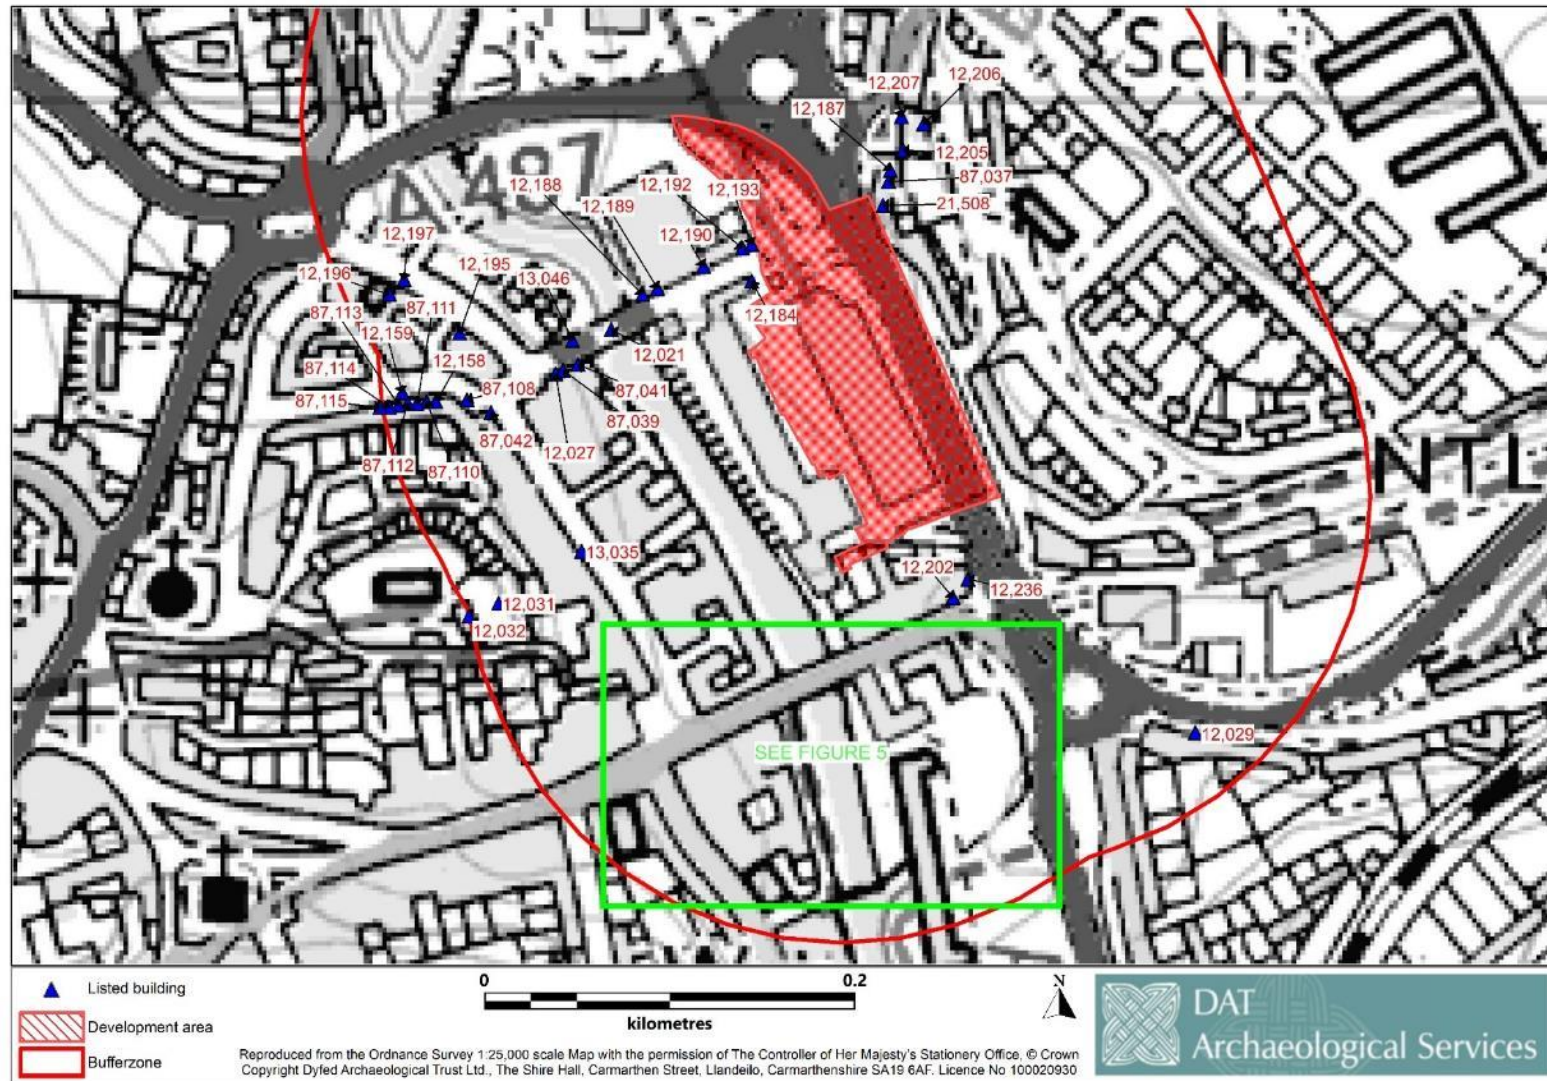 Schs
12,207
12,206
12,187
12,205
87,037
21,508
A 487
12,188
12,192
12,193
12,189
12,190
12,197
12,195
13,046
12,196
87,113
87,111
12,159
12,184
12,158
12,021
87,114
87,108
87,041
87,115
87,039
87,042
12,027
87,112
87,110
NTL
13,035
12,202
12,236
12,031
12,032
12,029
SEE FIGURE 5
Listed building
Development area
Bufferzone
0 0.2
kilometres
N
Reproduced from the Ordnance Survey 1:25,000 scale Map with the permission of The Controller of Her Majesty's Stationery Office, © Crown
Copyright Dyfed Archaeological Trust Ltd., The Shire Hall, Carmarthen Street, Llandeilo, Carmarthenshire SA19 6AF. Licence No 100020930
DAT
Archaeological Services